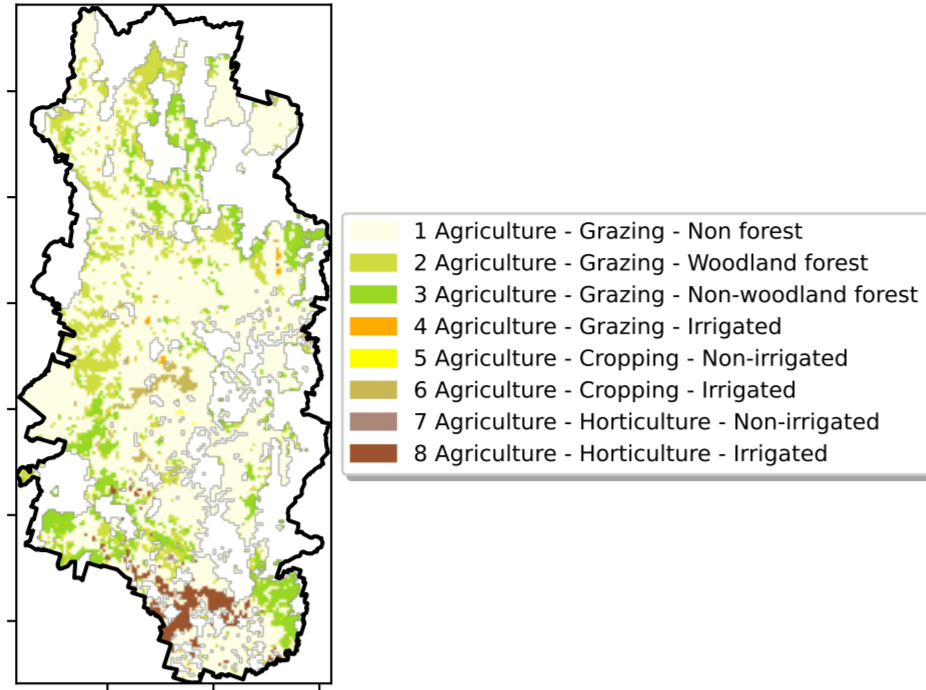 1 Agriculture - Grazing - Non forest
2 Agriculture - Grazing - Woodland forest
3 Agriculture - Grazing - Non-woodland forest
4 Agriculture - Grazing - Irrigated
5 Agriculture - Cropping - Non-irrigated
6 Agriculture - Cropping - Irrigated
7 Agriculture - Horticulture - Non-irrigated
8 Agriculture - Horticulture - Irrigated